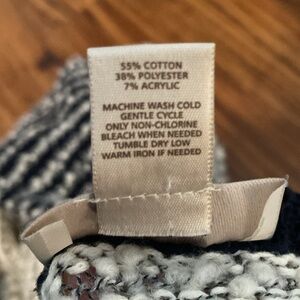 55% COTTON
38% POLYESTER
7% ACRYLIC
MACHINE WASH COLD
GENTLE CYCLE
ONLY NON-CHLORINE
BLEACH WHEN NEEDED
TUMBLE DRY LOW
WARM IRON IF NEEDED